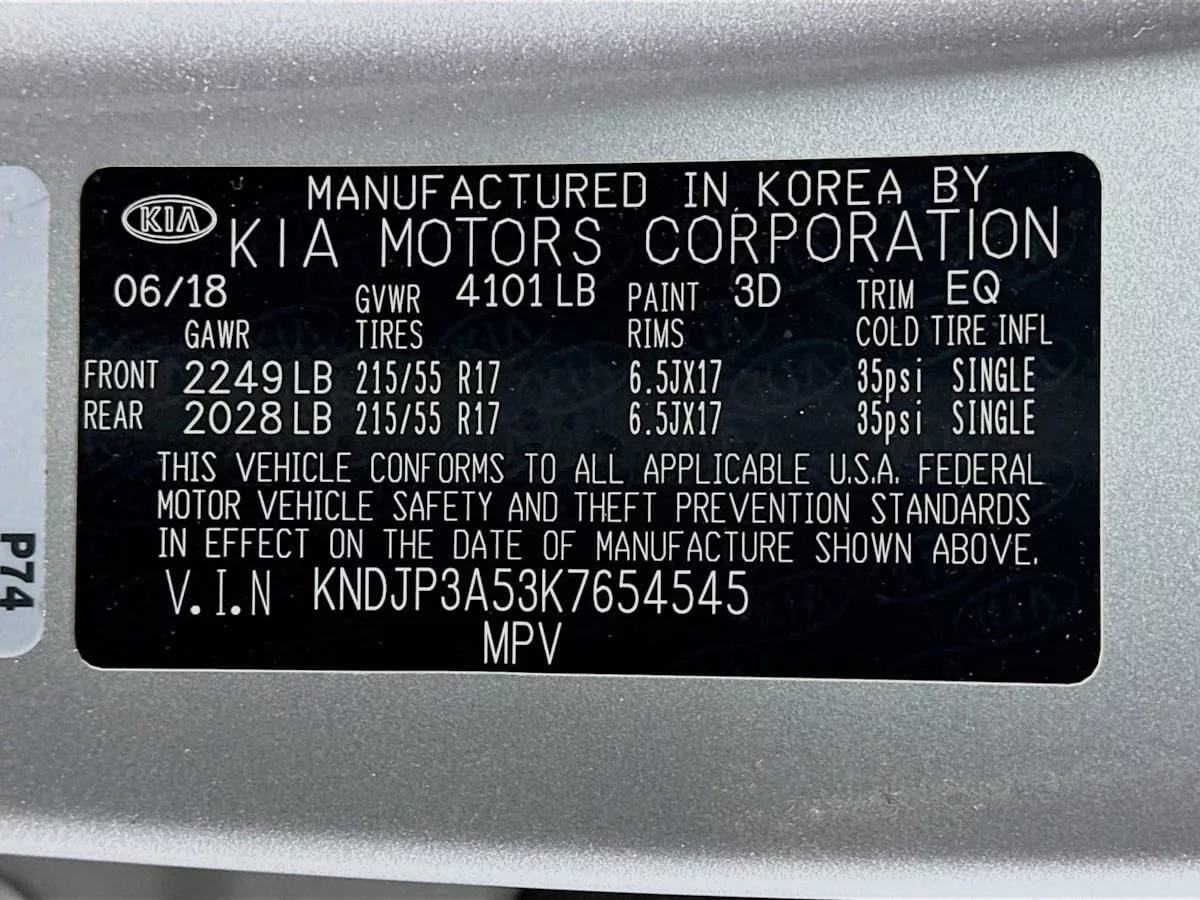 MANUFACTURED IN KOREA BY
KIA KIA MOTORS CORPORATION
06/18 GVWR 4101 LB PAINT 3D TRIM EQ
GAWR TIRES RIMS COLD TIRE INFL
FRONT 2249 LB 215/55 R17 6.5JX17 35psi SINGLE
REAR 2028 LB 215/55 R17 6.5JX17 35psi SINGLE
THIS VEHICLE CONFORMS TO ALL APPLICABLE U.S.A. FEDERAL
MOTOR VEHICLE SAFETY AND THEFT PREVENTION STANDARDS
IN EFFECT ON THE DATE OF MANUFACTURE SHOWN ABOVE.
V.I.N KNDJP3A53K7654545
MPV
P74